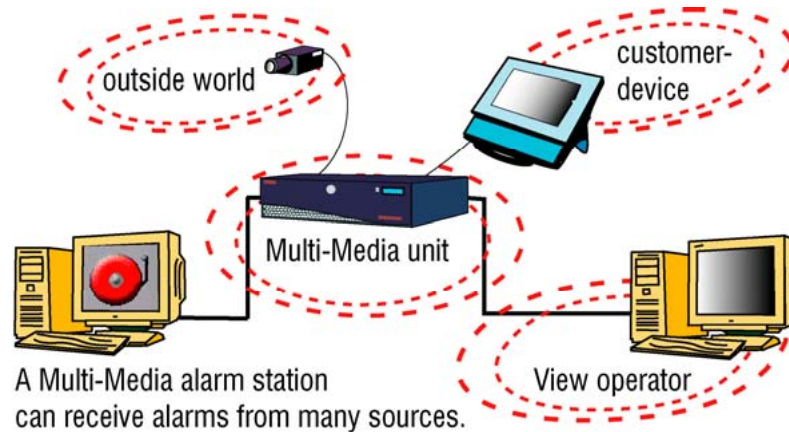 outside world
customer-
device
Multi-Media unit
A Multi-Media alarm station
can receive alarms from many sources.
View operator